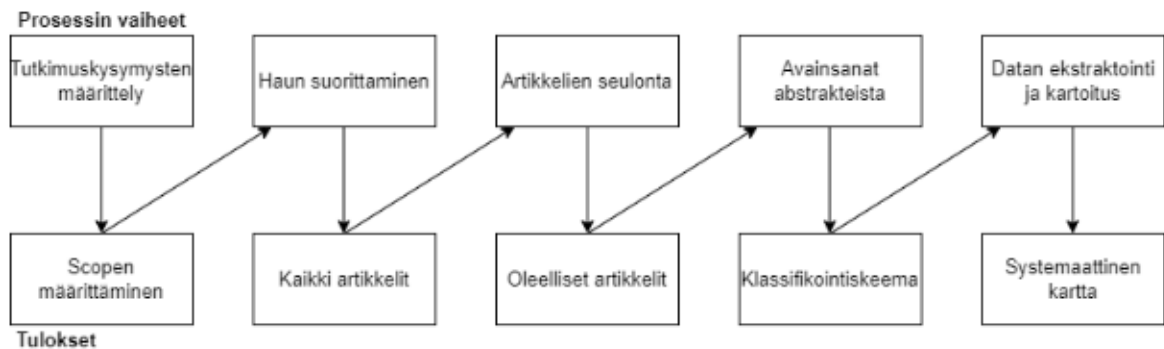 Prosessin vaiheet
Tutkimuskysymysten
määrittely
Haun suorittaminen
Artikkelien seulonta
Avainsanat
abstrakteista
Datan ekstraktointi
ja kartoitus
Scopen
määrittäminen
Kaikki artikkelit
Oleelliset artikkelit
Klassifikointiskeema
Systemaattinen
kartta
Tulokset